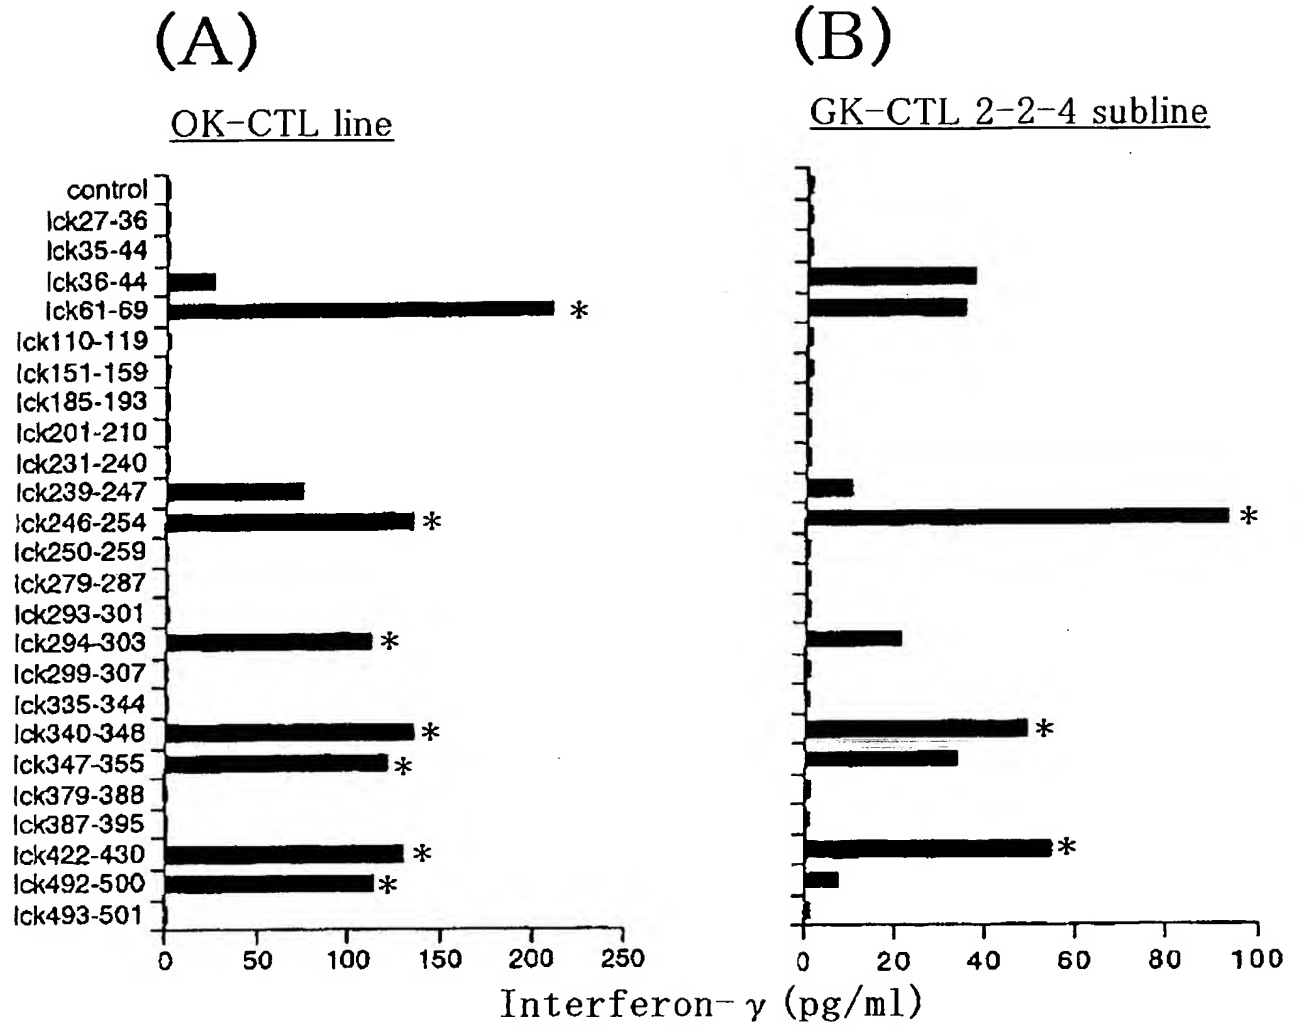 (A)
(B)
OK-CTL line
GK-CTL 2-2-4 subline
control
lck27-36
lck35-44
lck36-44
lck61-69
*
lck110-119
lck151-159
lck185-193
lck201-210
lck231-240
lck239-247
lck246-254
*
*
lck250-259
lck279-287
lck293-301
lck294-303
*
lck299-307
lck335-344
lck340-348
*
*
lck347-355
*
lck379-388
lck387-395
lck422-430
*
*
lck492-500
*
lck493-501
0 50 100 150 200 250
0 20 40 60 80 100
Interferon-γ (pg/ml)